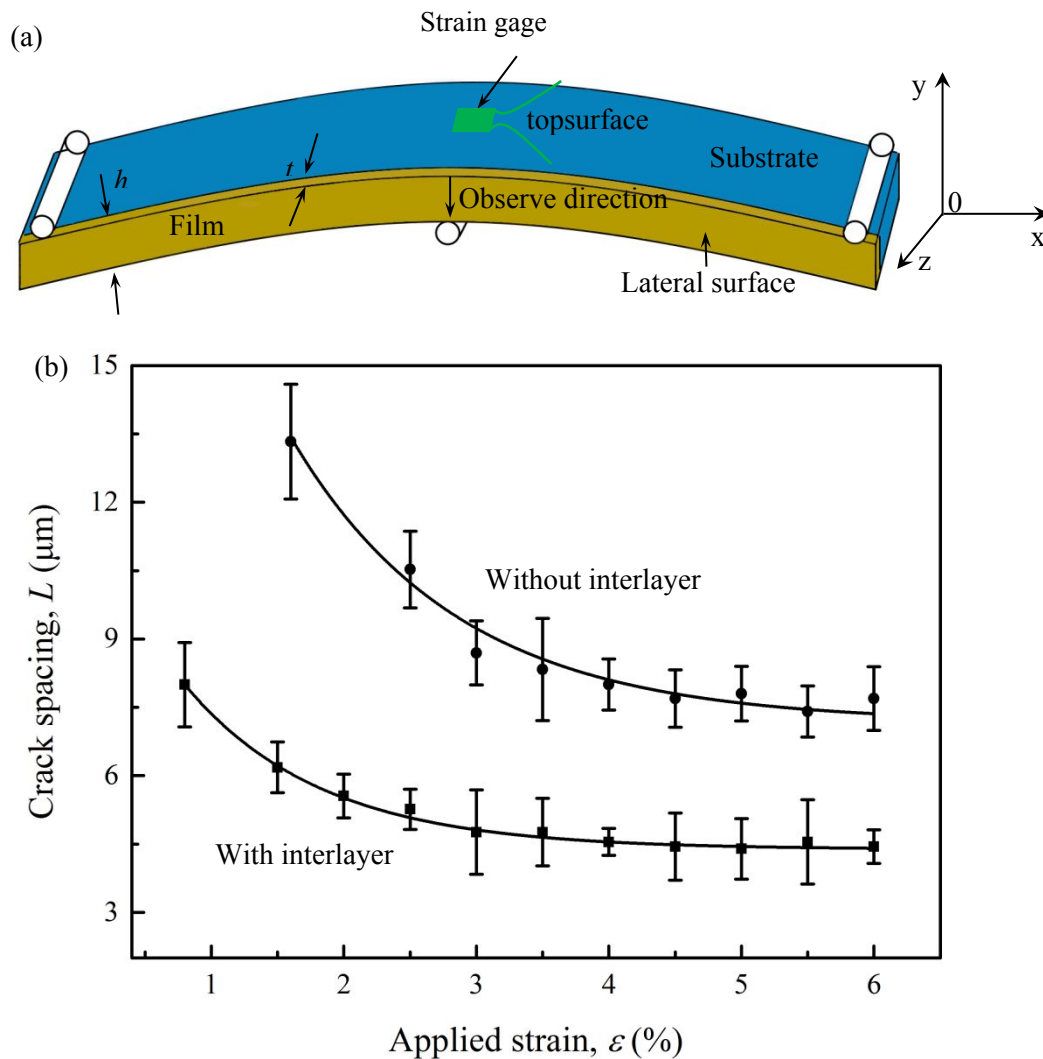 (a)
Strain gage
y
topsurface
Substrate
t
h
0
Observe direction
Film
x
Lateral surface
z
(b)
15
12
9
6
3
Crack spacing, L (μm)
Without interlayer
With interlayer
1 2 3 4 5 6
Applied strain, ε (%)